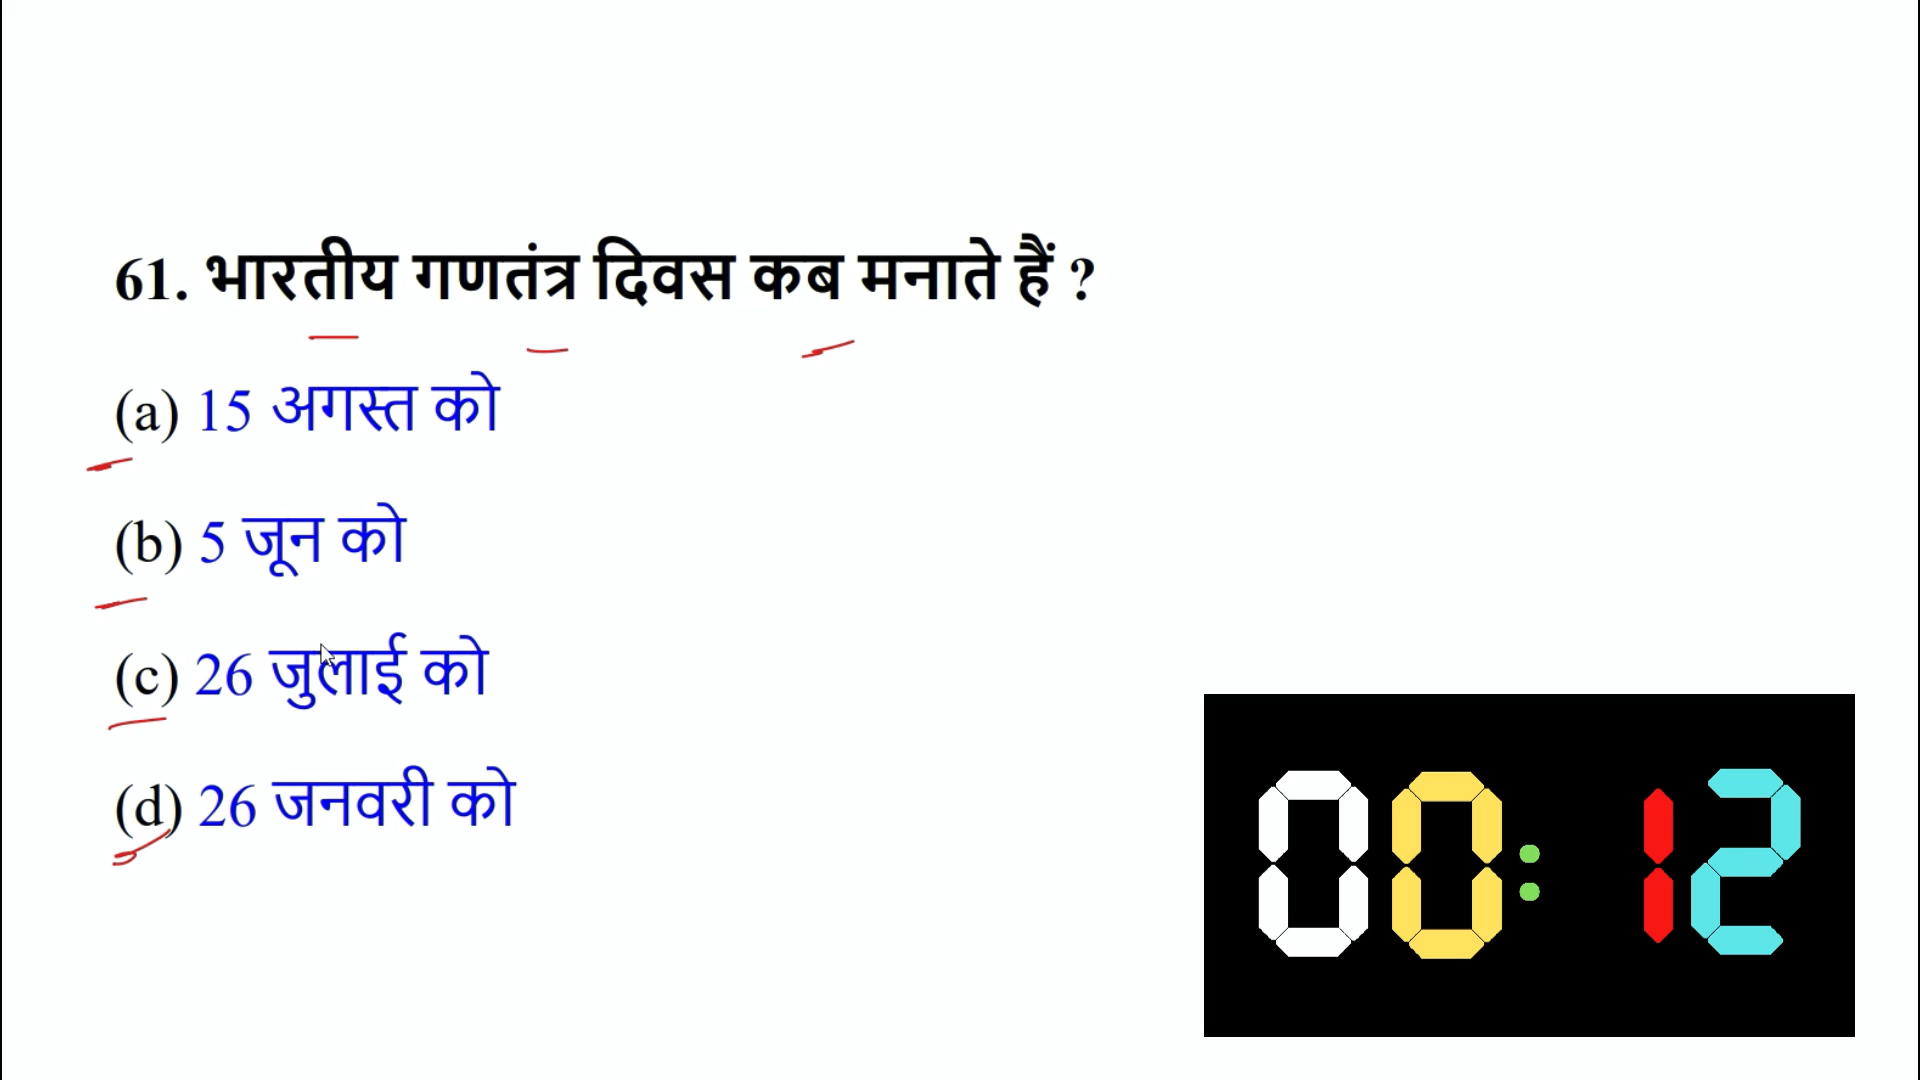 61. भारतीय गणतंत्र दिवस कब मनाते हैं ?
(a) 15 अगस्त को
(b) 5 जून को
(c) 26 जुलाई को
(d) 26 जनवरी को
00:12